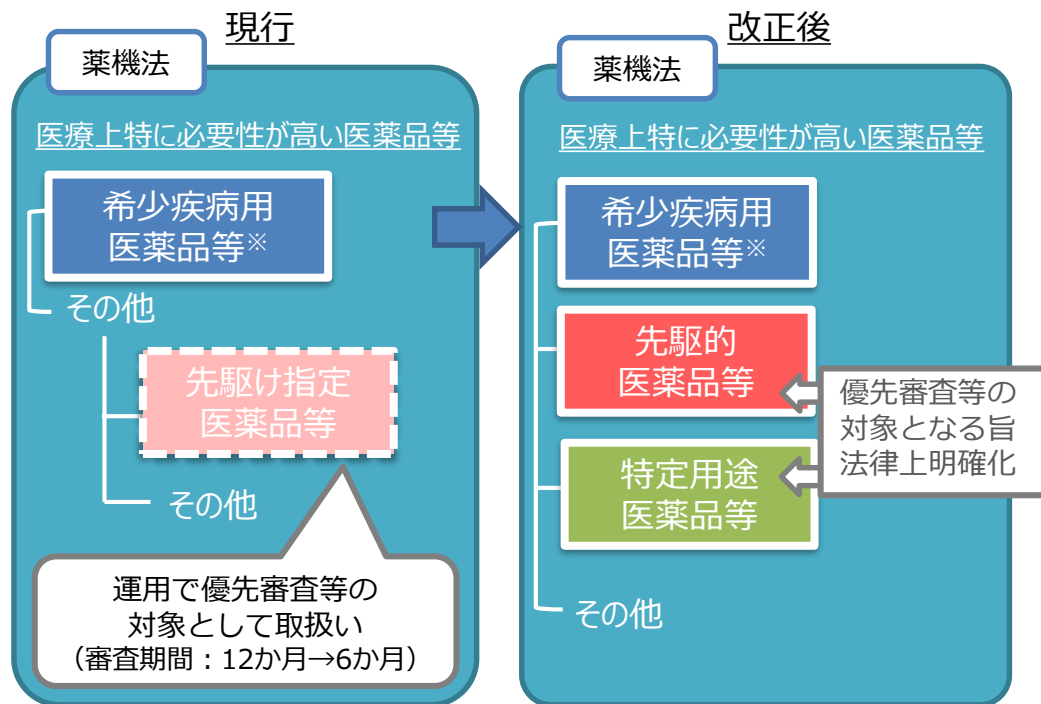 現行
薬機法
医療上特に必要性が高い医薬品等
希少疾病用
医薬品等※
その他
先駆け指定
医薬品等
その他
運用で優先審査等の
対象として取扱い
（審査期間：12か月→6か月）
改正後
薬機法
医療上特に必要性が高い医薬品等
希少疾病用
医薬品等※
先駆的
医薬品等
優先審査等の
対象となる旨
法律上明確化
特定用途
医薬品等
その他